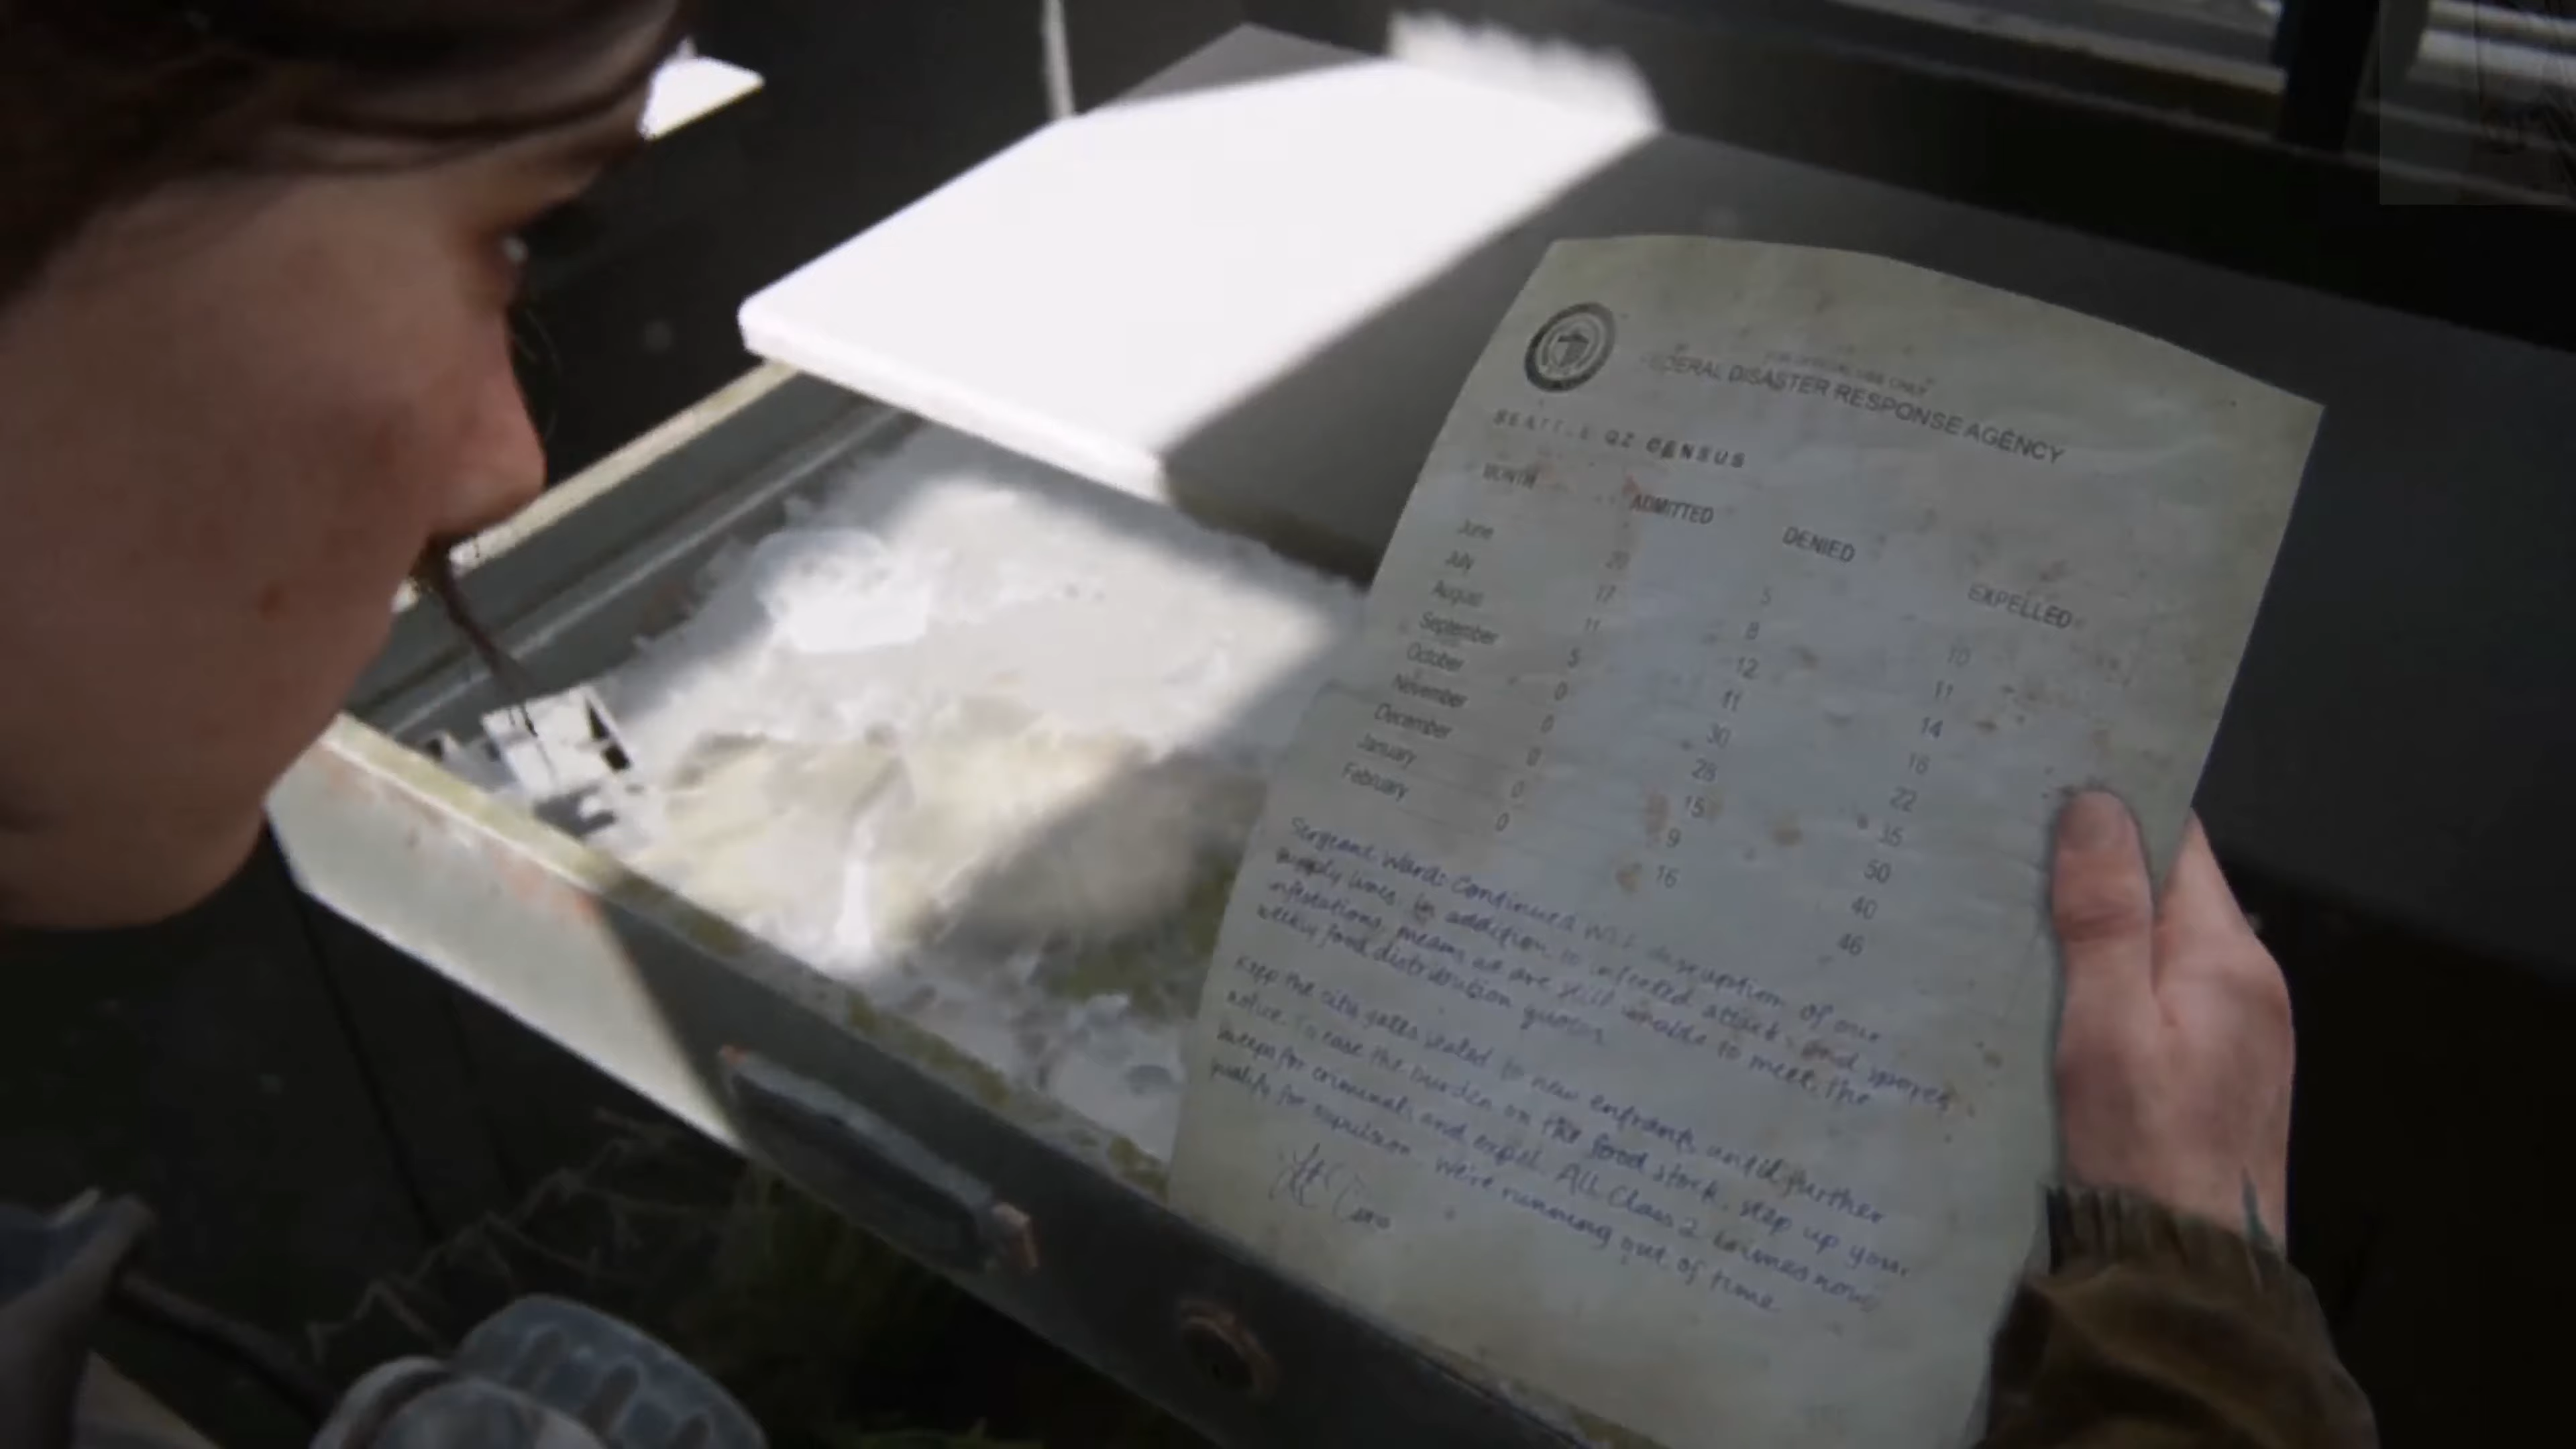 FOR OFFICIAL USE ONLY
FEDERAL DISASTER RESPONSE AGENCY
SEATTLE QZ CENSUS
MONTH ADMITTED DENIED EXPELLED
June 20 5 10
July 17 8 11
August 11 12 14
September 5 11 18
October 0 30 22
November 0 28 35
December 0 15 50
January 0 9 40
February 0 16 46
Sergeant Ward: Continued WLF disruption of our
supply lines, in addition to infected attacks and spores
infestations, means we are still unable to meet the
weekly food distribution quotas.
Keep the city gates sealed to new entrants until further
notice. To ease the burden on the food stock, step up your
sweeps for criminals and expel. All Class 2 crimes now
qualify for expulsion. We're running out of time.